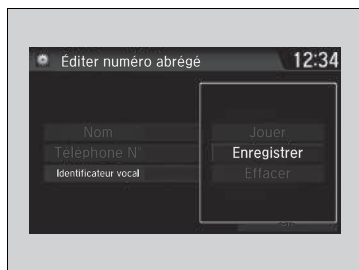 Éditer numéro abrégé 12:34
Nom
Jouer
Téléphone N°
Enregistrer
Identificateur vocal
Effacer